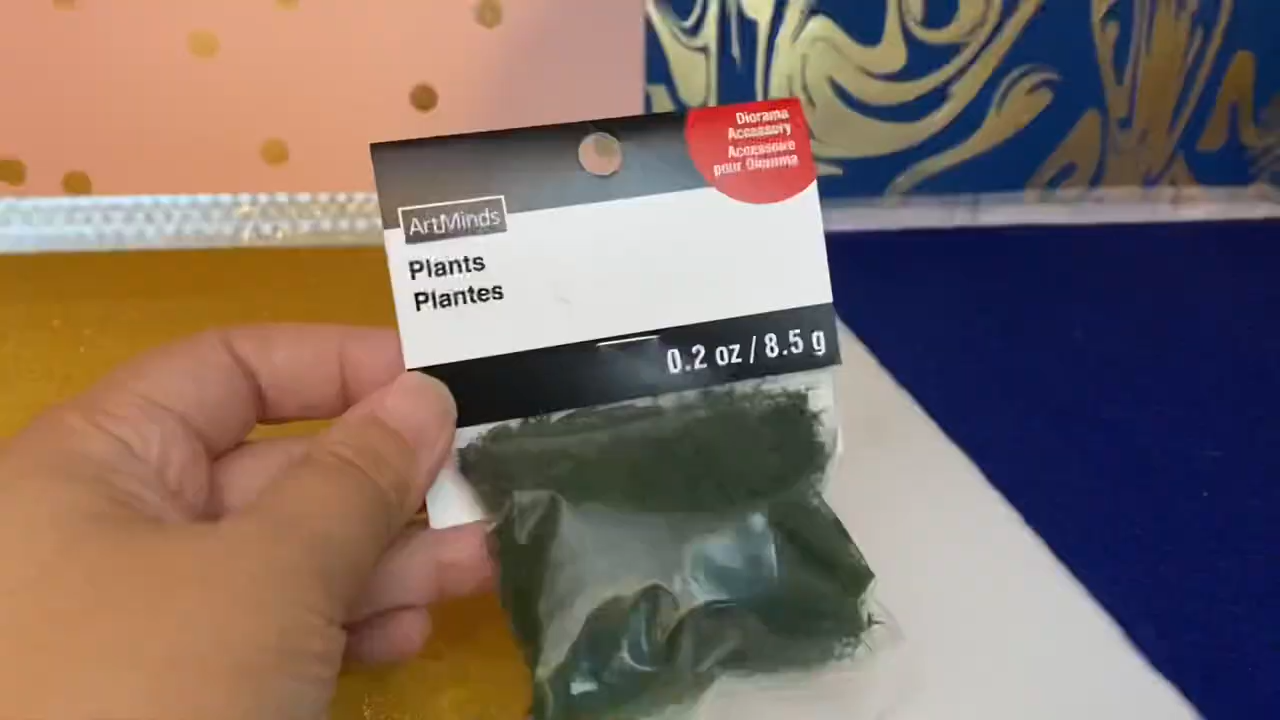 Diorama
Accessory
Accessoire
pour Diorama
ArtMinds
Plants
Plantes
0.2 oz / 8.5 g